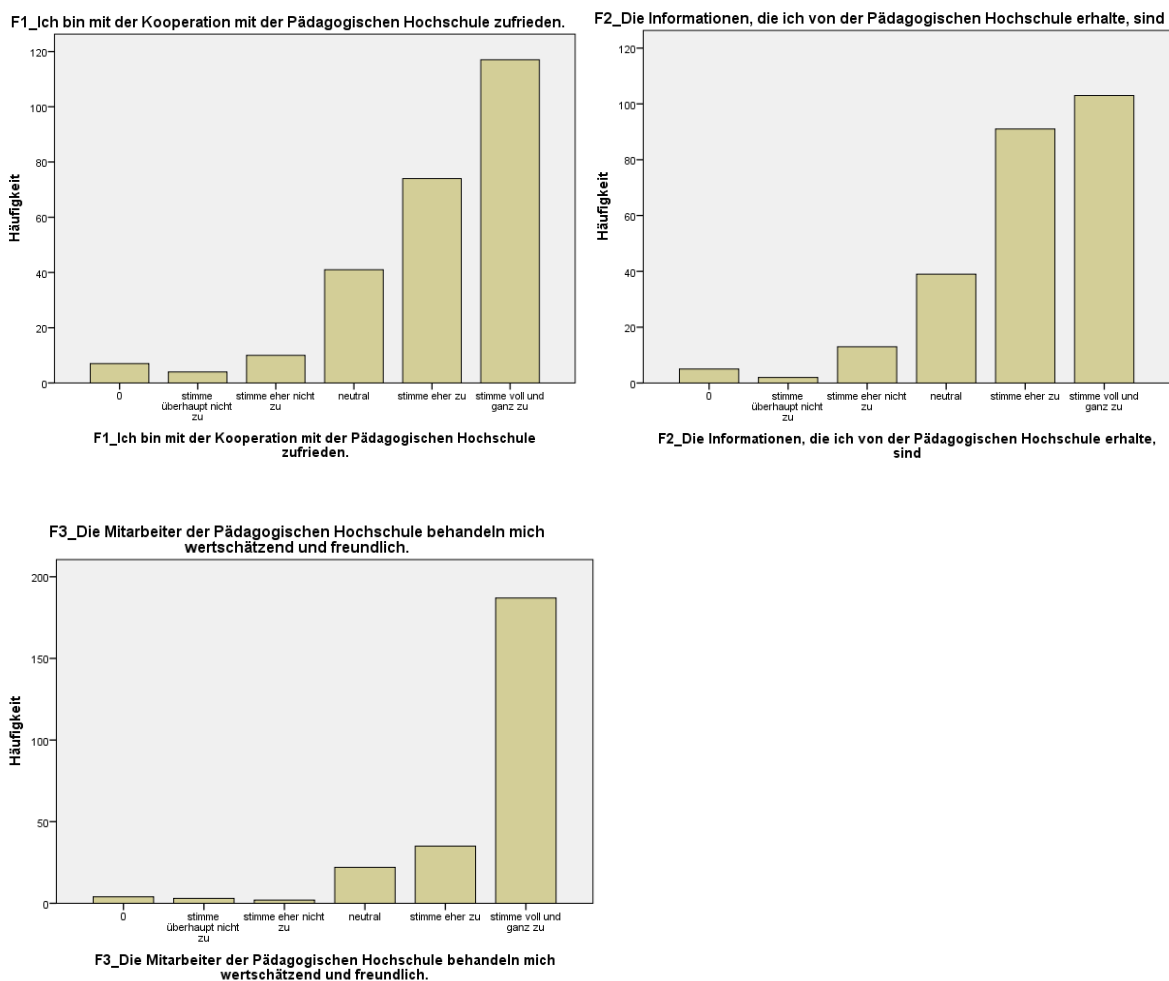 F1_Ich bin mit der Kooperation mit der Pädagogischen Hochschule zufrieden.
120
100
80
60
40
20
0
Häufigkeit
0
stimme
überhaupt nicht
zu
stimme eher nicht
zu
neutral
stimme eher zu
stimme voll und
ganz zu
F1_Ich bin mit der Kooperation mit der Pädagogischen Hochschule
zufrieden.
F2_Die Informationen, die ich von der Pädagogischen Hochschule erhalte, sind
120
100
80
60
40
20
0
Häufigkeit
0
stimme
überhaupt nicht
zu
stimme eher nicht
zu
neutral
stimme eher zu
stimme voll und
ganz zu
F2_Die Informationen, die ich von der Pädagogischen Hochschule erhalte,
sind
F3_Die Mitarbeiter der Pädagogischen Hochschule behandeln mich
wertschätzend und freundlich.
200
150
100
50
0
Häufigkeit
0
stimme
überhaupt nicht
zu
stimme eher nicht
zu
neutral
stimme eher zu
stimme voll und
ganz zu
F3_Die Mitarbeiter der Pädagogischen Hochschule behandeln mich
wertschätzend und freundlich.